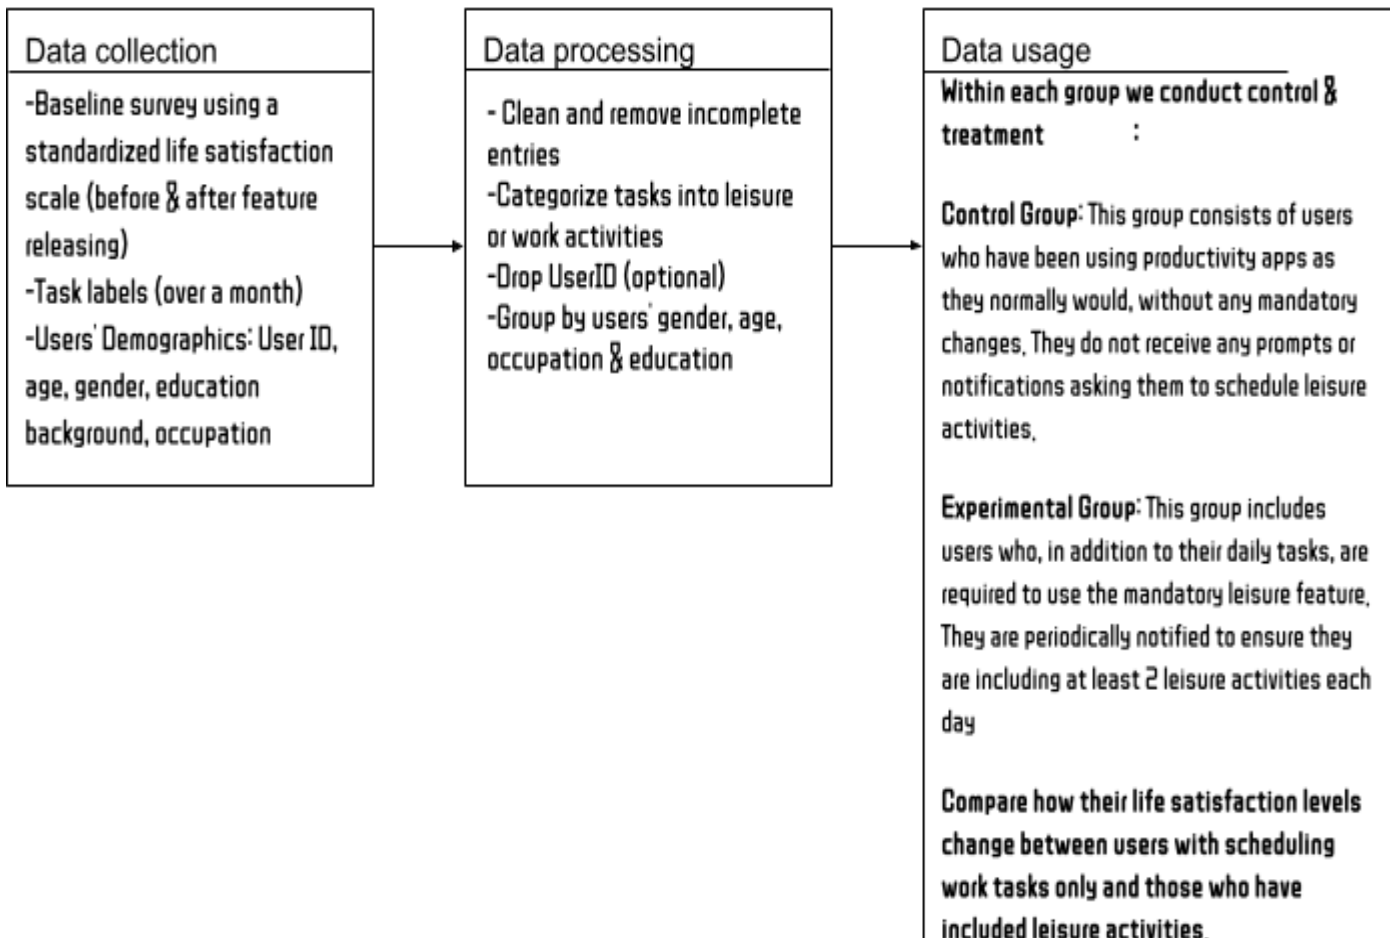 Data collection
-Baseline survey using a
standardized life satisfaction
scale (before & after feature
releasing)
-Task labels (over a month)
-Users' Demographics: User ID,
age, gender, education
background, occupation
Data processing
- Clean and remove incomplete
entries
-Categorize tasks into leisure
or work activities
-Drop UserID (optional)
-Group by users' gender, age,
occupation & education
Data usage
Within each group we conduct control &
treatment :
Control Group: This group consists of users
who have been using productivity apps as
they normally would, without any mandatory
changes. They do not receive any prompts or
notifications asking them to schedule leisure
activities.
Experimental Group: This group includes
users who, in addition to their daily tasks, are
required to use the mandatory leisure feature.
They are periodically notified to ensure they
are including at least 2 leisure activities each
day
Compare how their life satisfaction levels
change between users with scheduling
work tasks only and those who have
included leisure activities.